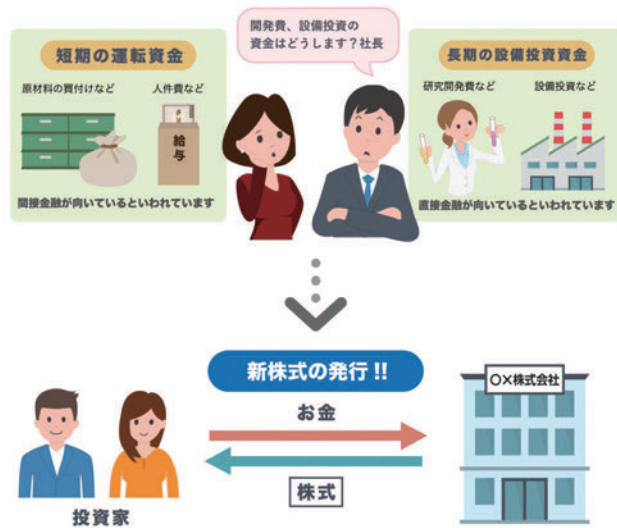 開発費、設備投資の
資金はどうします？社長
短期の運転資金
原材料の買付けなど
人件費など
給与
間接金融が向いているといわれています
長期の設備投資資金
研究開発費など
設備投資など
直接金融が向いているといわれています
新株式の発行!!
お金
株式
投資家
〇×株式会社